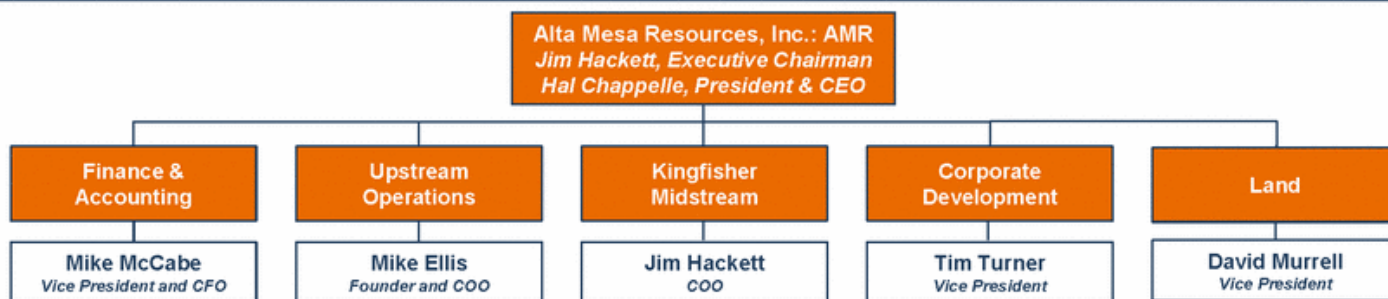 Alta Mesa Resources, Inc.: AMR
Jim Hackett, Executive Chairman
Hal Chappelle, President & CEO
Finance &
Accounting
Upstream
Operations
Kingfisher
Midstream
Corporate
Development
Land
Mike McCabe
Vice President and CFO
Mike Ellis
Founder and COO
Jim Hackett
COO
Tim Turner
Vice President
David Murrell
Vice President